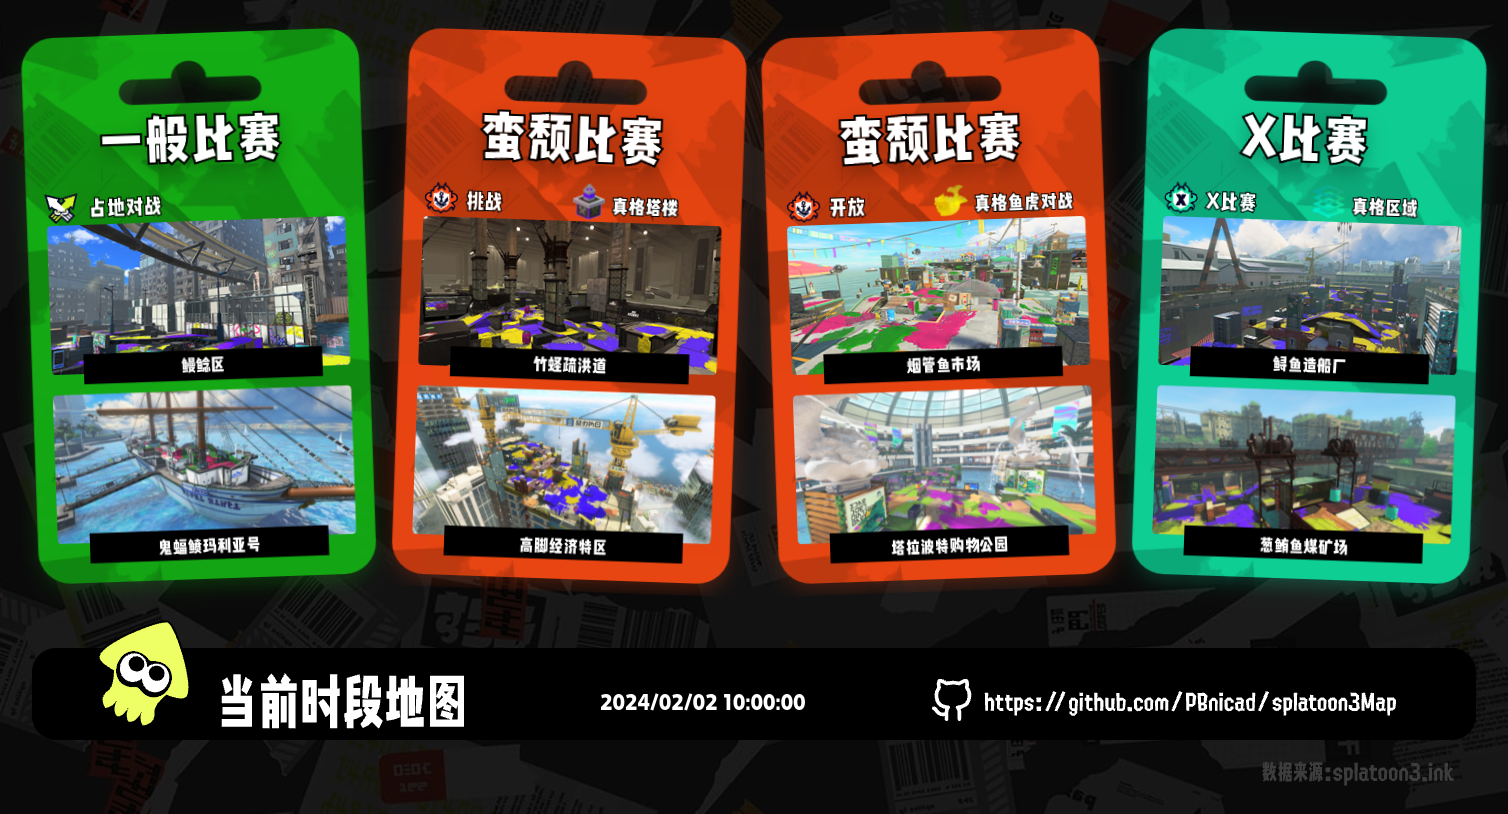 一般比赛
占地对战
鳗鲶区
鬼蝠鲼玛利亚号
蛮颓比赛
挑战
真格塔楼
竹蛏疏洪道
高脚经济特区
蛮颓比赛
开放
真格鱼虎对战
烟管鱼市场
塔拉波特购物公园
X比赛
X比赛
真格区域
鲟鱼造船厂
葱鲔鱼煤矿场
当前时段地图
2024/02/02 10:00:00
https://github.com/PBnicad/splatoon3Map
数据来源:splatoon3.ink